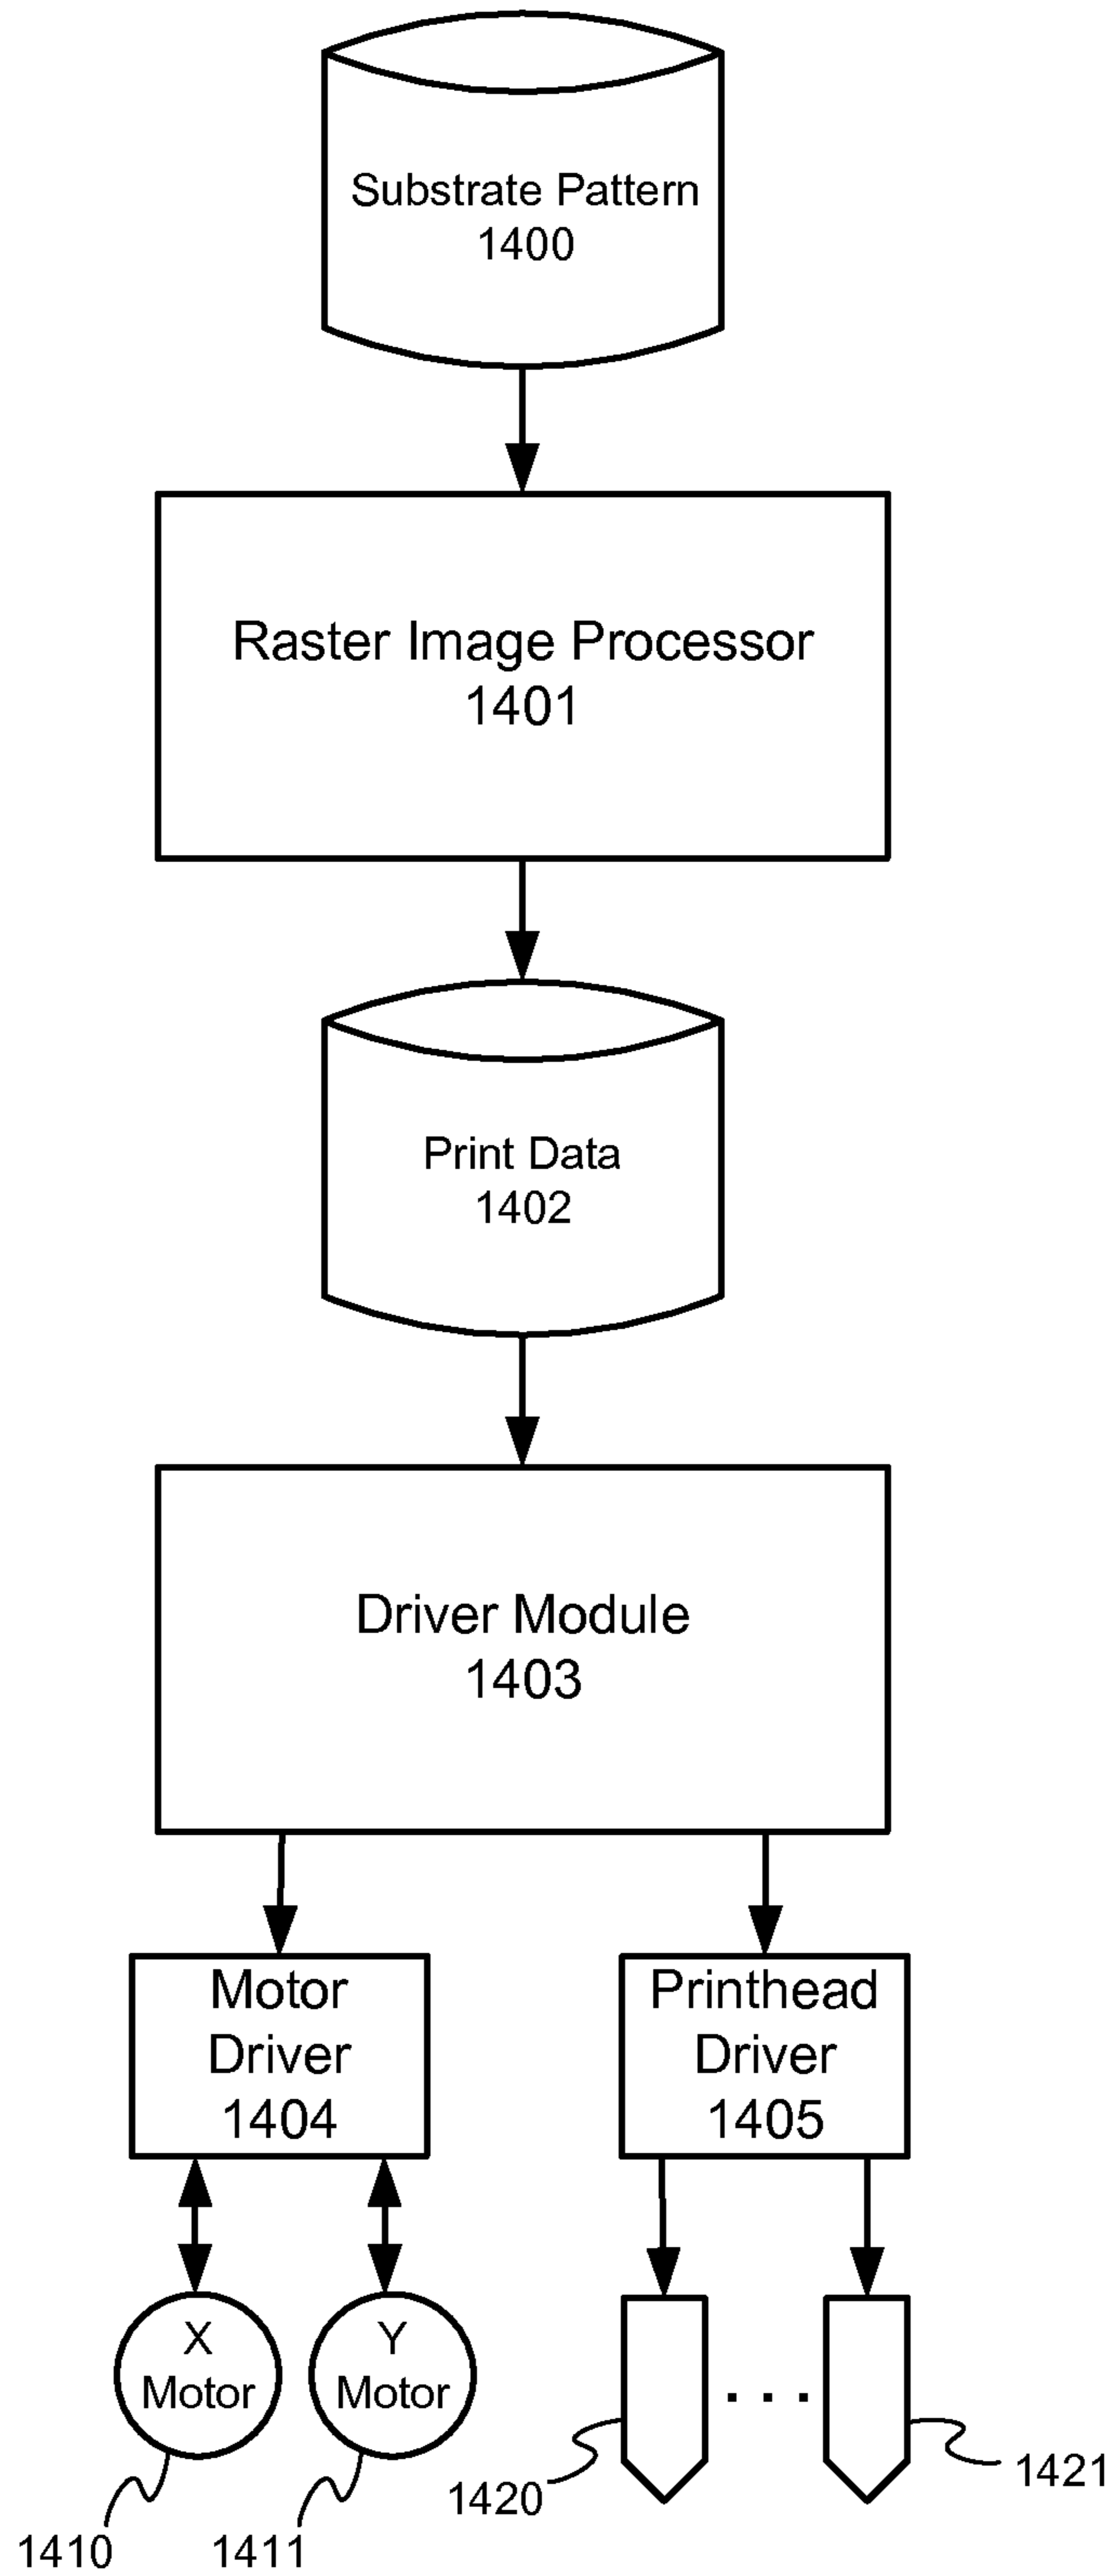 Substrate Pattern
1400
Raster Image Processor
1401
Print Data
1402
Driver Module
1403
Motor
Driver
1404
Printhead
Driver
1405
X
Motor
Y
Motor
1410
1411
1420
1421